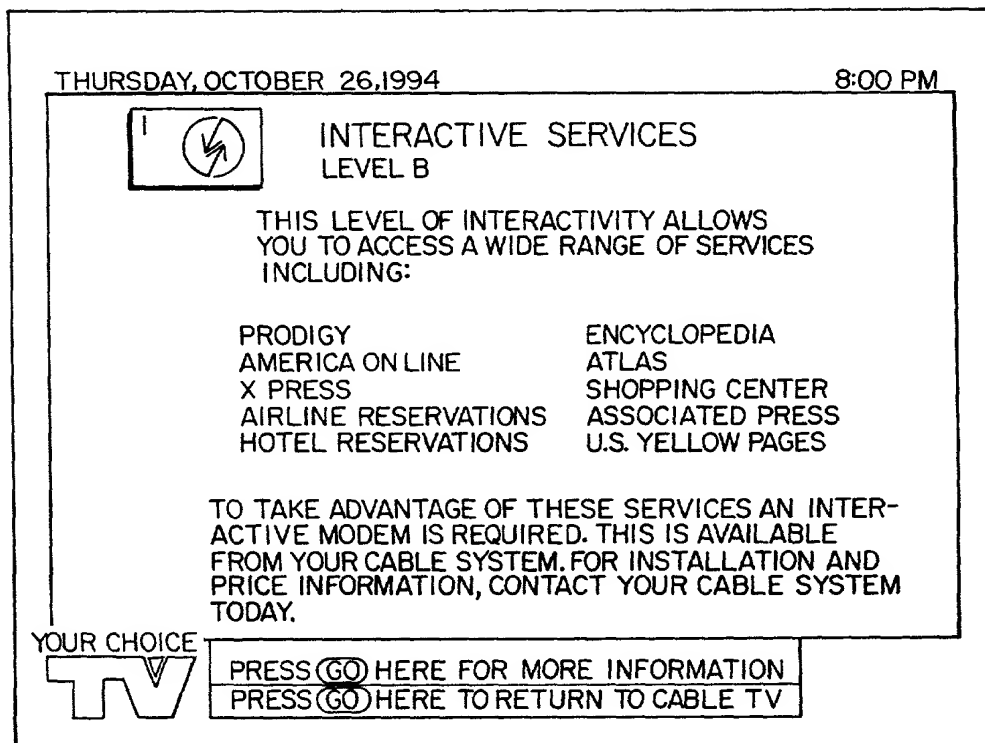 THURSDAY, OCTOBER 26,1994 8:00 PM
I
INTERACTIVE SERVICES
LEVEL B
THIS LEVEL OF INTERACTIVITY ALLOWS
YOU TO ACCESS A WIDE RANGE OF SERVICES
INCLUDING:
PRODIGY ENCYCLOPEDIA
AMERICA ON LINE ATLAS
X PRESS SHOPPING CENTER
AIRLINE RESERVATIONS ASSOCIATED PRESS
HOTEL RESERVATIONS U.S. YELLOW PAGES
TO TAKE ADVANTAGE OF THESE SERVICES AN INTER-
ACTIVE MODEM IS REQUIRED. THIS IS AVAILABLE
FROM YOUR CABLE SYSTEM. FOR INSTALLATION AND
PRICE INFORMATION, CONTACT YOUR CABLE SYSTEM
TODAY.
YOUR CHOICE
TV
PRESS GO HERE FOR MORE INFORMATION
PRESS GO HERE TO RETURN TO CABLE TV